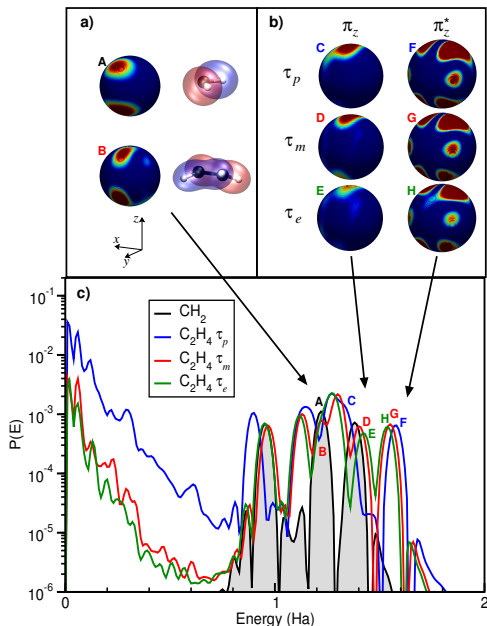 a)
A
B
z
x
y
b)
π_z
π_z^*
τ_p
C
F
τ_m
D
G
τ_e
E
H
c)
CH_2
C_2H_4 τ_p
C_2H_4 τ_m
C_2H_4 τ_e
P(E)
10^-1
10^-2
10^-3
10^-4
10^-5
10^-6
A
B
C
D
E
H
G
F
0
1
2
Energy (Ha)